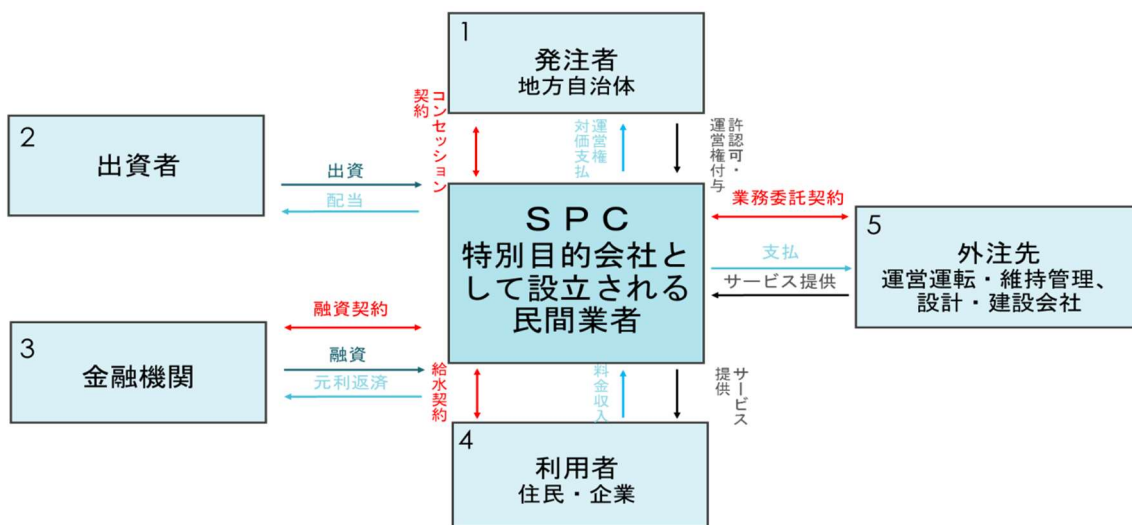 1
発注者
地方自治体
コンセッション
契約
運営権
対価支払
許認可・
運営権付与
2
出資者
出資
配当
SPC
特別目的会社と
して設立される
民間業者
業務委託契約
支払
サービス提供
5
外注先
運営運転・維持管理、
設計・建設会社
3
金融機関
融資契約
融資
元利返済
給水契約
料金収入
サービス
提供
4
利用者
住民・企業